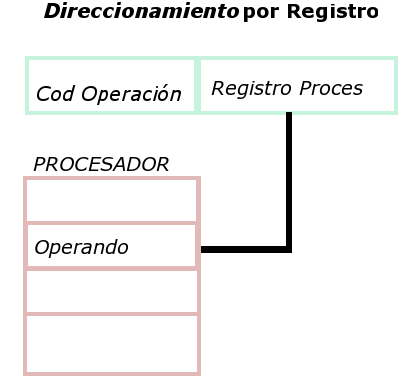 Direccionamiento por Registro
Cod Operación
Registro Proces
PROCESADOR
Operando